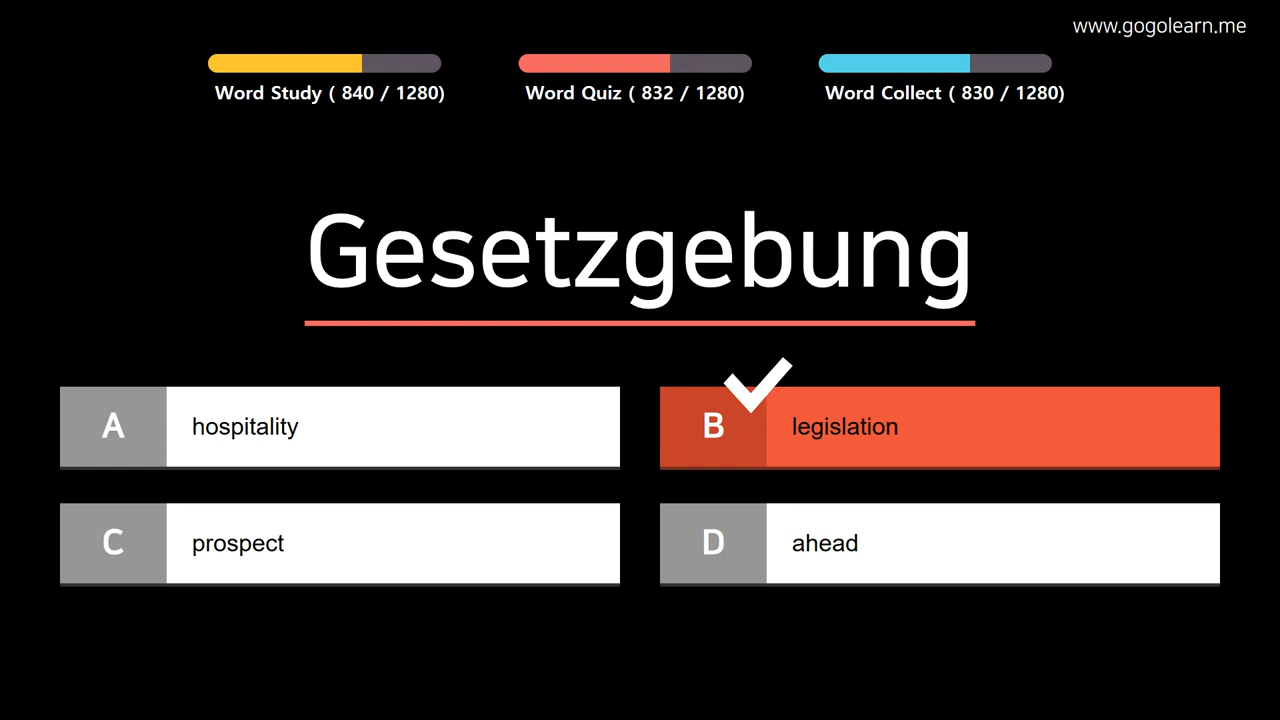 www.gogolearn.me
Word Study ( 840 / 1280)
Word Quiz ( 832 / 1280)
Word Collect ( 830 / 1280)
Gesetzgebung
A hospitality
B legislation
C prospect
D ahead